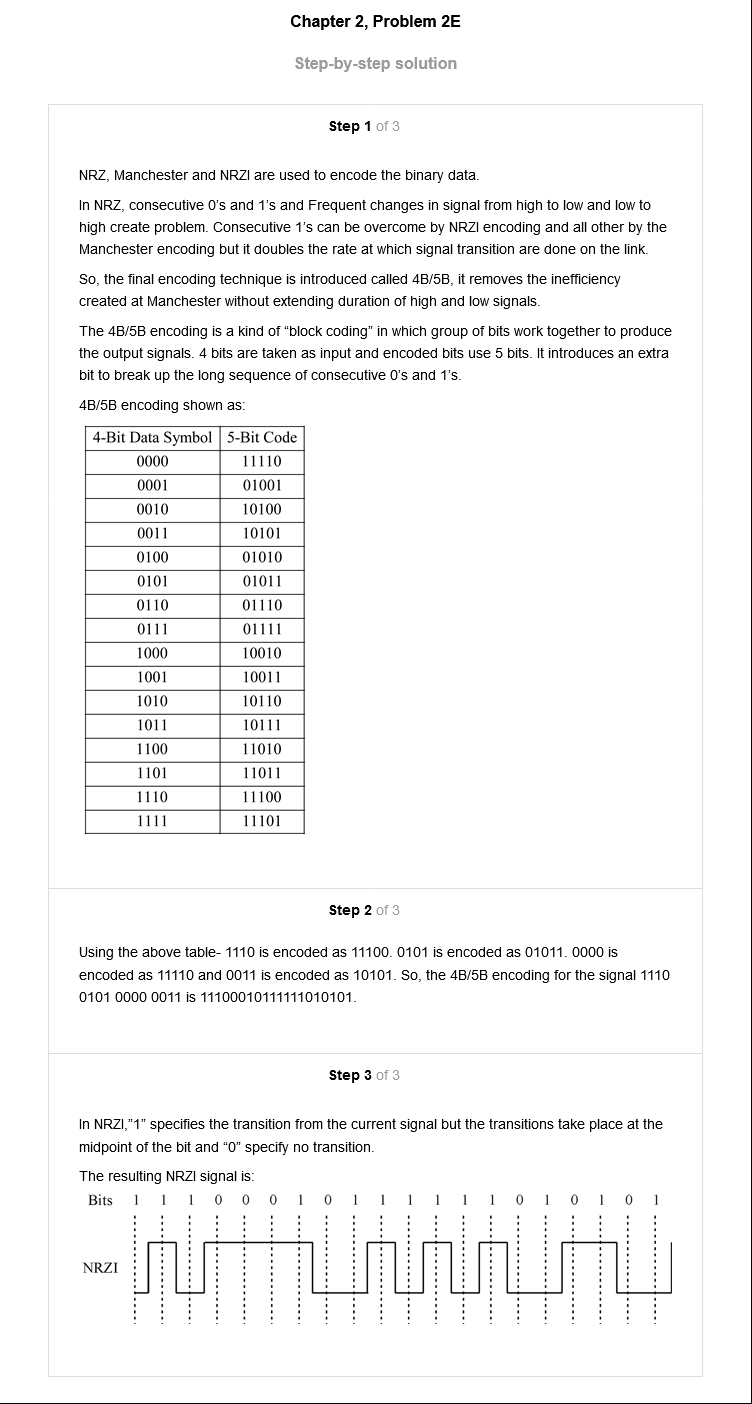 Chapter 2, Problem 2E
Step-by-step solution
Step 1 of 3
NRZ, Manchester and NRZI are used to encode the binary data.
In NRZ, consecutive 0's and 1's and Frequent changes in signal from high to low and low to
high create problem. Consecutive 1's can be overcome by NRZI encoding and all other by the
Manchester encoding but it doubles the rate at which signal transition are done on the link.
So, the final encoding technique is introduced called 4B/5B, it removes the inefficiency
created at Manchester without extending duration of high and low signals.
The 4B/5B encoding is a kind of “block coding” in which group of bits work together to produce
the output signals. 4 bits are taken as input and encoded bits use 5 bits. It introduces an extra
bit to break up the long sequence of consecutive 0's and 1's.
4B/5B encoding shown as:
4-Bit Data Symbol 5-Bit Code
0000 11110
0001 01001
0010 10100
0011 10101
0100 01010
0101 01011
0110 01110
0111 01111
1000 10010
1001 10011
1010 10110
1011 10111
1100 11010
1101 11011
1110 11100
1111 11101
Step 2 of 3
Using the above table- 1110 is encoded as 11100. 0101 is encoded as 01011. 0000 is
encoded as 11110 and 0011 is encoded as 10101. So, the 4B/5B encoding for the signal 1110
0101 0000 0011 is 11100010111111010101.
Step 3 of 3
In NRZI,”1” specifies the transition from the current signal but the transitions take place at the
midpoint of the bit and “0” specify no transition.
The resulting NRZI signal is:
Bits 1 1 1 0 0 0 1 0 1 1 1 1 1 1 0 1 0 1 0 1
NRZI